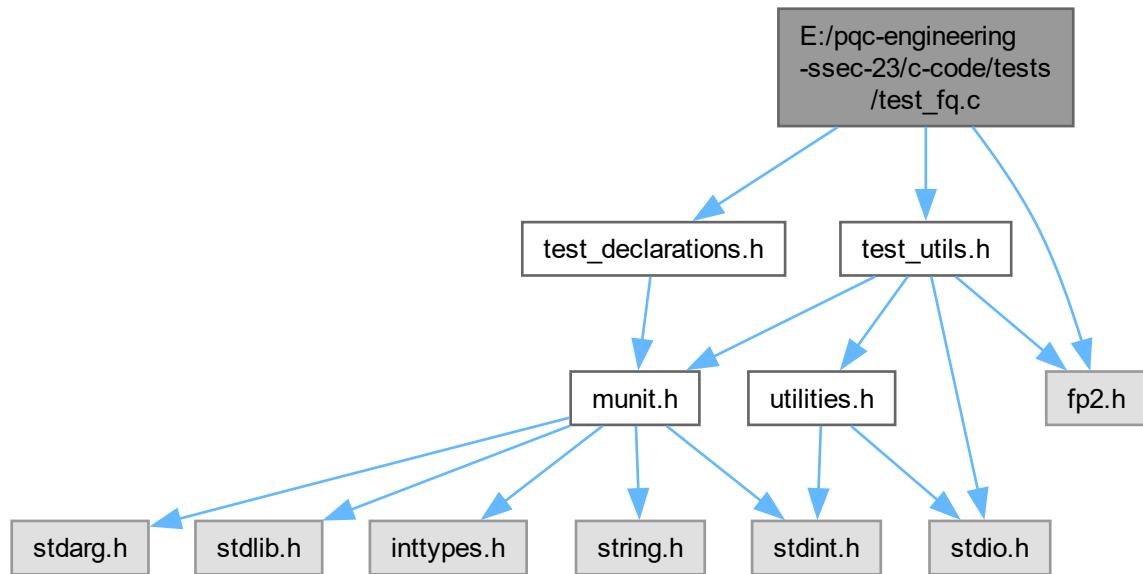 E:/pqc-engineering
-ssec-23/c-code/tests
/test_fq.c
test_declarations.h
test_utils.h
munit.h
utilities.h
fp2.h
stdarg.h
stdlib.h
inttypes.h
string.h
stdint.h
stdio.h